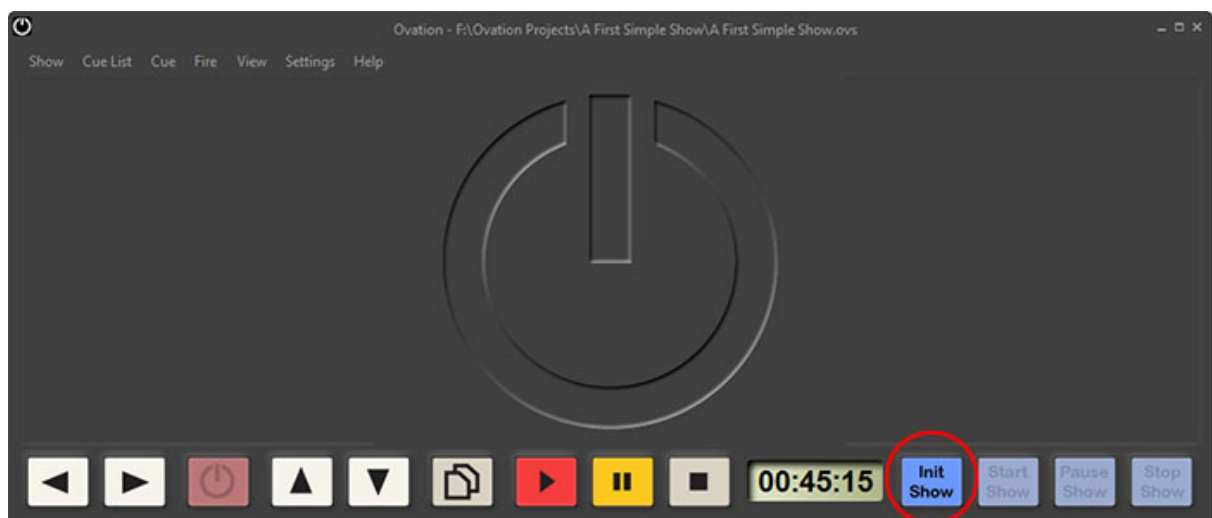 Ovation - F:\Ovation Projects\A First Simple Show\A First Simple Show.ovs
Show Cue List Cue Fire View Settings Help
00:45:15
Init Show
Start Show
Pause Show
Stop Show